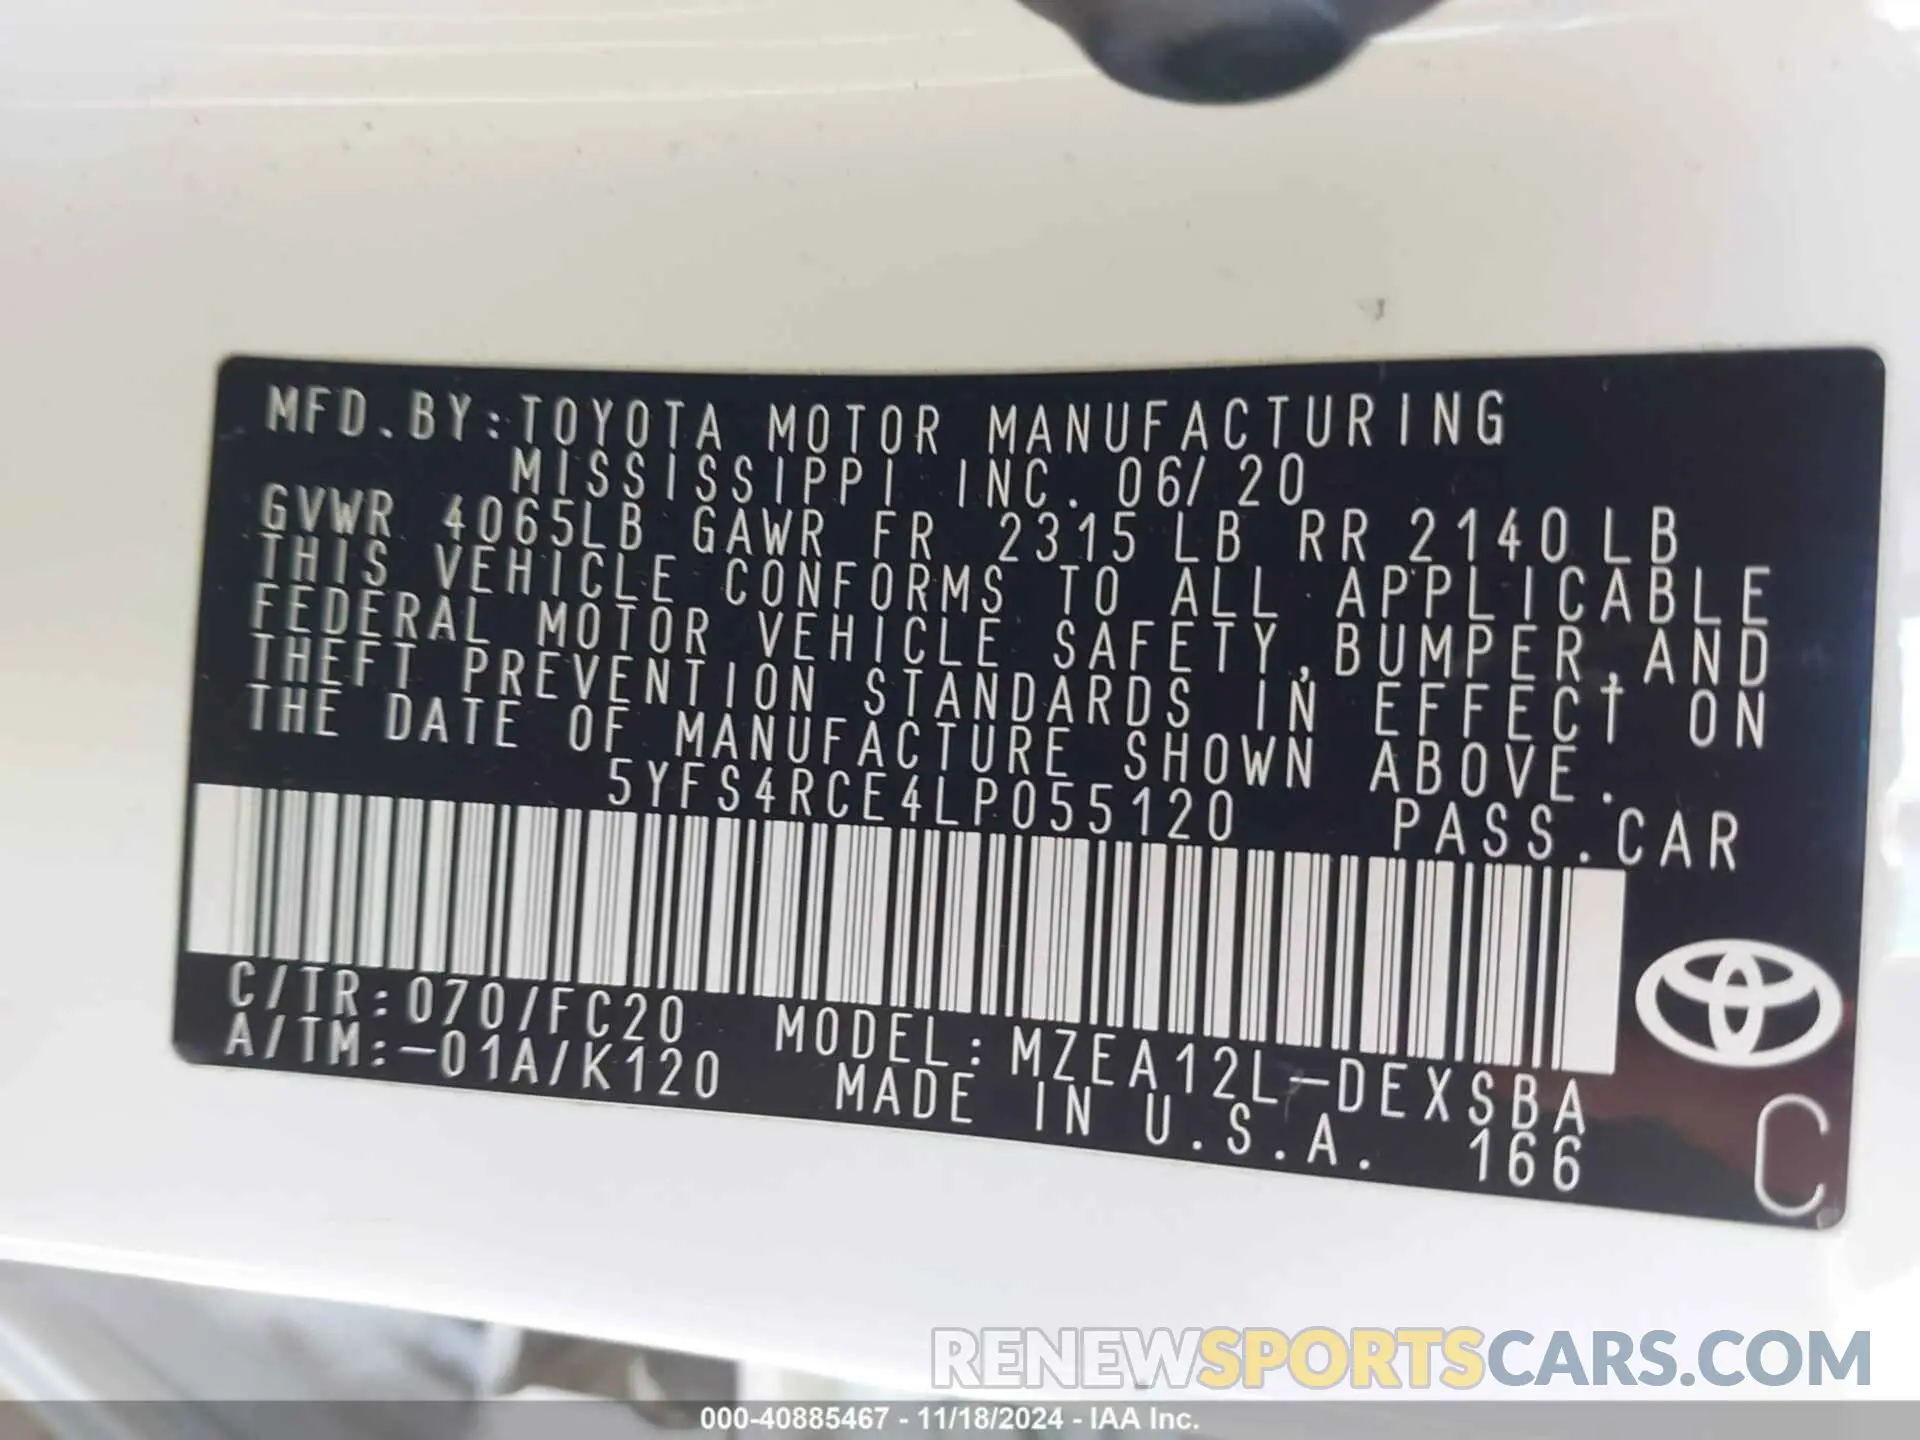 MFD.BY:TOYOTA MOTOR MANUFACTURING
MISSISSIPPI INC. 06/20
GVWR 4065LB GAWR FR 2315LB RR 2140LB
THIS VEHICLE CONFORMS TO ALL APPLICABLE
FEDERAL MOTOR VEHICLE SAFETY,BUMPER,AND
THEFT PREVENTION STANDARDS IN EFFECT ON
THE DATE OF MANUFACTURE SHOWN ABOVE.
5YFS4RCE4LP055120 PASS.CAR
C/TR:070/FC20 MODEL:MZEA12L-DEXSBA
A/TM:-01A/K120 MADE IN U.S.A. 166
C
RENEWSPORTSCARS.COM
000-40885467 - 11/18/2024 - IAA Inc.